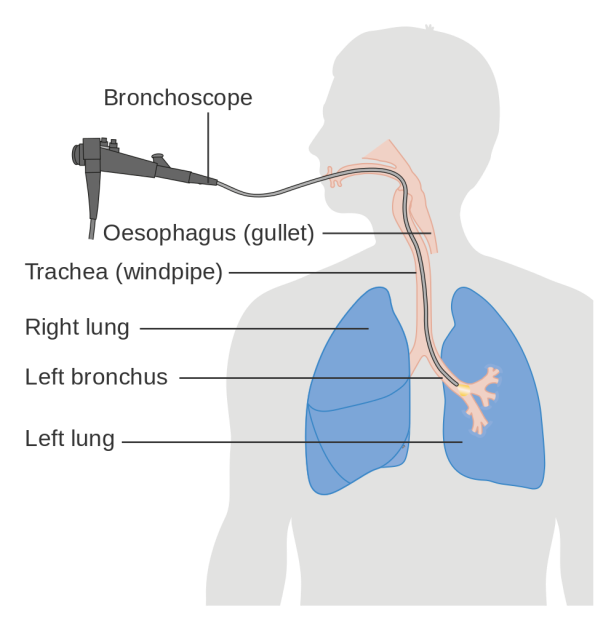 Bronchoscope
Oesophagus (gullet)
Trachea (windpipe)
Right lung
Left bronchus
Left lung